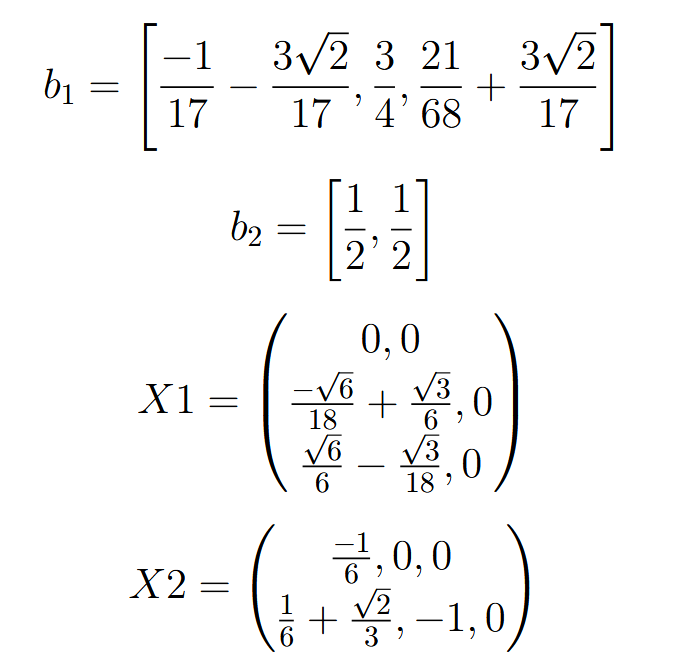 b₁ = [-1/17 − 3√2/17, 3/4, 21/68 + 3√2/17]
b₂ = [1/2, 1/2]
X1 = (
0, 0
-√6/18 + √3/6, 0
√6/6 − √3/18, 0
)
X2 = (
-1/6, 0, 0
1/6 + √2/3, −1, 0
)